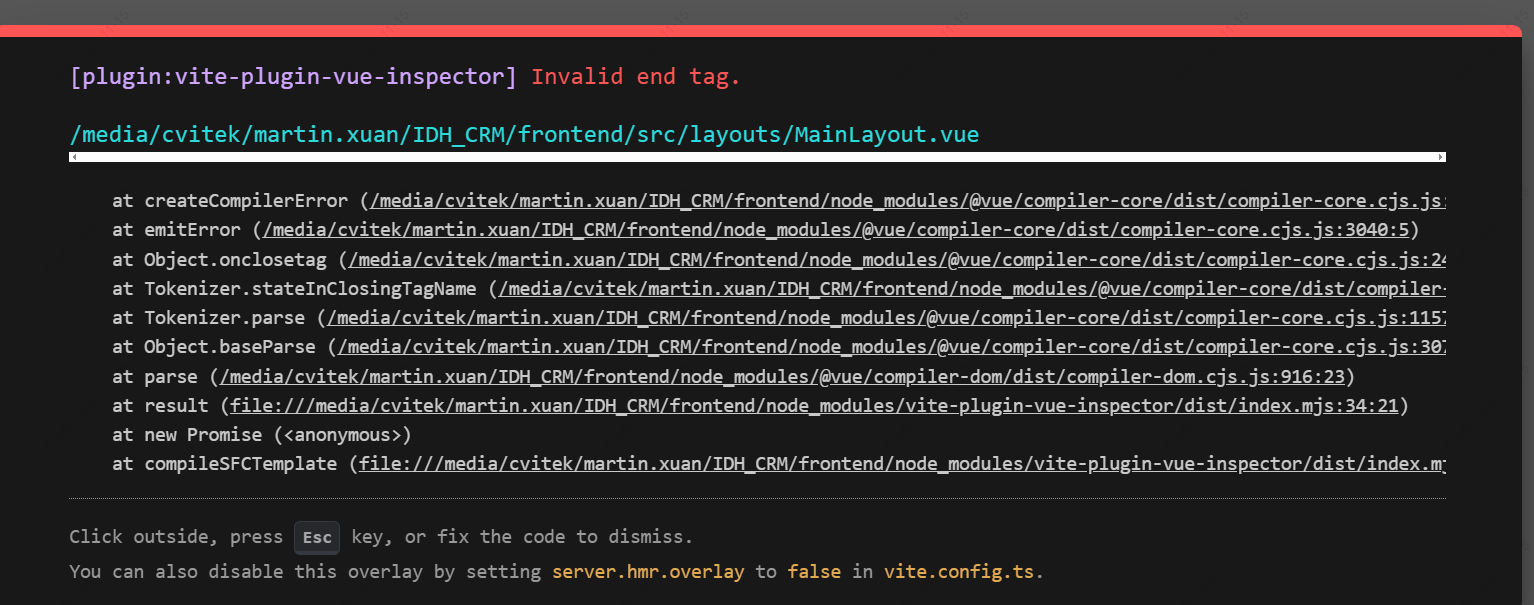 [plugin:vite-plugin-vue-inspector] Invalid end tag.
/media/cvitek/martin.xuan/IDH_CRM/frontend/src/layouts/MainLayout.vue
at createCompilerError (/media/cvitek/martin.xuan/IDH_CRM/frontend/node_modules/@vue/compiler-core/dist/compiler-core.cjs.js:
at emitError (/media/cvitek/martin.xuan/IDH_CRM/frontend/node_modules/@vue/compiler-core/dist/compiler-core.cjs.js:3040:5)
at Object.onclosetag (/media/cvitek/martin.xuan/IDH_CRM/frontend/node_modules/@vue/compiler-core/dist/compiler-core.cjs.js:24
at Tokenizer.stateInClosingTagName (/media/cvitek/martin.xuan/IDH_CRM/frontend/node_modules/@vue/compiler-core/dist/compiler-
at Tokenizer.parse (/media/cvitek/martin.xuan/IDH_CRM/frontend/node_modules/@vue/compiler-core/dist/compiler-core.cjs.js:1157
at Object.baseParse (/media/cvitek/martin.xuan/IDH_CRM/frontend/node_modules/@vue/compiler-core/dist/compiler-core.cjs.js:307
at parse (/media/cvitek/martin.xuan/IDH_CRM/frontend/node_modules/@vue/compiler-dom/dist/compiler-dom.cjs.js:916:23)
at result (file:///media/cvitek/martin.xuan/IDH_CRM/frontend/node_modules/vite-plugin-vue-inspector/dist/index.mjs:34:21)
at new Promise (<anonymous>)
at compileSFCTemplate (file:///media/cvitek/martin.xuan/IDH_CRM/frontend/node_modules/vite-plugin-vue-inspector/dist/index.mj
Click outside, press Esc key, or fix the code to dismiss.
You can also disable this overlay by setting server.hmr.overlay to false in vite.config.ts.